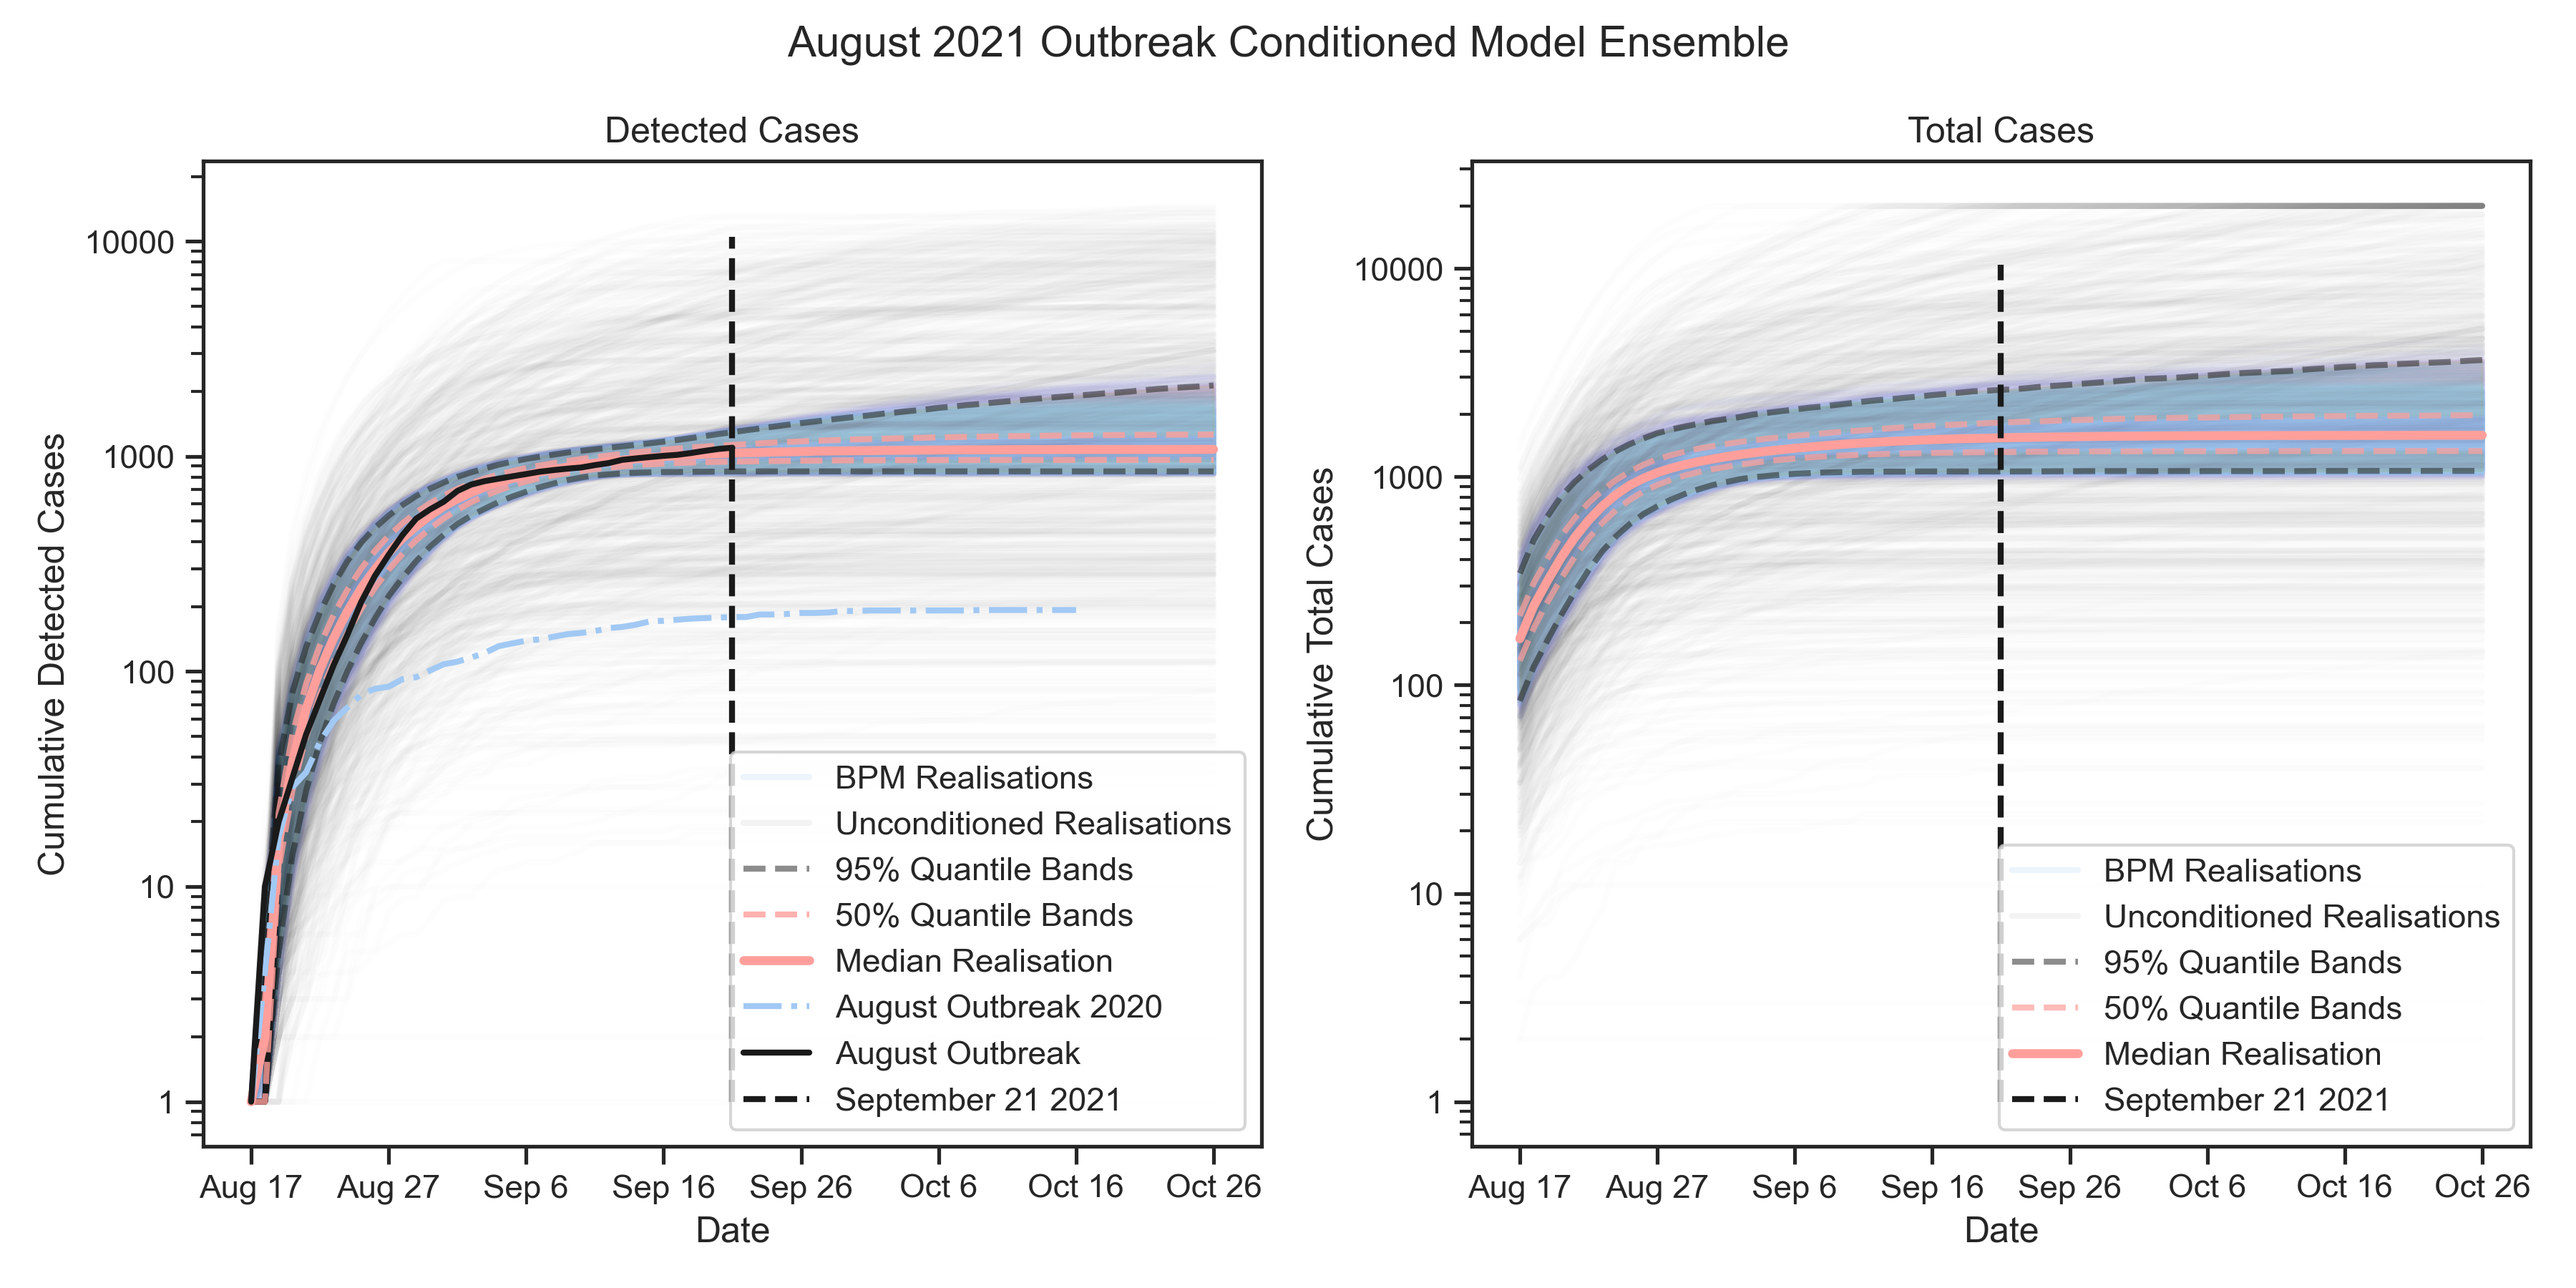 August 2021 Outbreak Conditioned Model Ensemble
Detected Cases
Cumulative Detected Cases
10000
1000
100
10
1
BPM Realisations
Unconditioned Realisations
95% Quantile Bands
50% Quantile Bands
Median Realisation
August Outbreak 2020
August Outbreak
September 21 2021
Aug 17 Aug 27 Sep 6 Sep 16 Sep 26 Oct 6 Oct 16 Oct 26
Date
Total Cases
Cumulative Total Cases
10000
1000
100
10
1
BPM Realisations
Unconditioned Realisations
95% Quantile Bands
50% Quantile Bands
Median Realisation
September 21 2021
Aug 17 Aug 27 Sep 6 Sep 16 Sep 26 Oct 6 Oct 16 Oct 26
Date